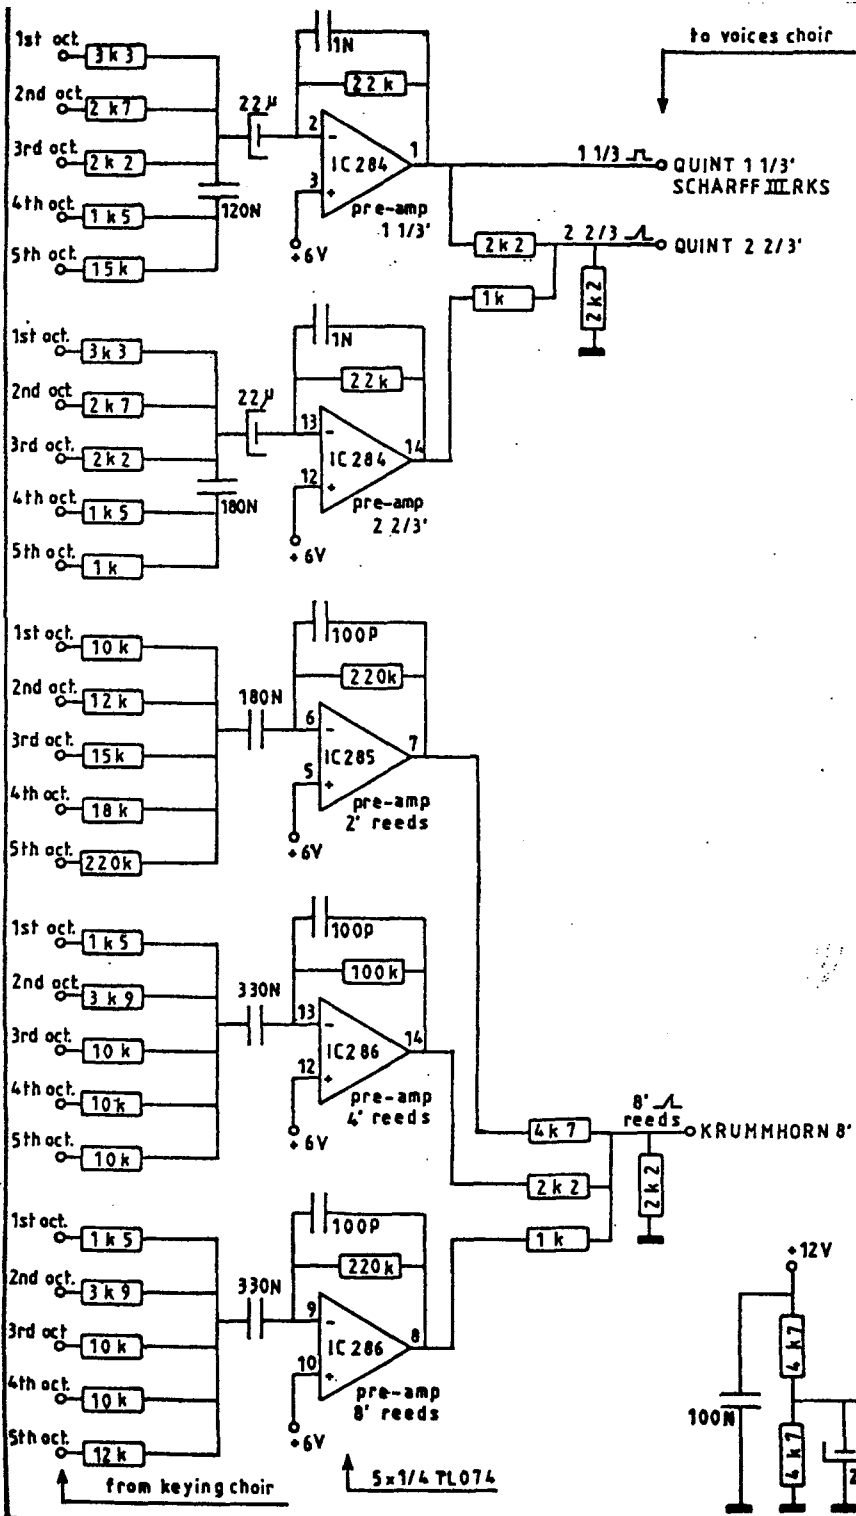 to voices choir
1st oct.
3k3
2nd oct.
2k7
3rd oct.
2k2
4th oct.
1k5
5th oct.
15k
120N
22µ
1N
22k
2
-
IC284
1
3
+
pre-amp
1 1/3'
+6V
1 1/3
QUINT 1 1/3'
SCHARFF III RKS
2 2/3
QUINT 2 2/3'
2k2
1k
2k2
1st oct.
3k3
2nd oct
2k7
3rd oct.
2k2
4th oct
1k5
5th oct.
1k
180N
22µ
1N
22k
13
-
IC284
14
12
+
pre-amp
2 2/3'
+6V
1st oct.
10k
2nd oct.
12k
3rd oct.
15k
4th oct.
18k
5th oct.
220k
180N
100P
220k
6
-
IC285
7
5
+
pre-amp
2' reeds
+6V
1st oct.
1k5
2nd oct.
3k9
3rd oct.
10k
4th oct.
10k
5th oct.
10k
330N
100P
100k
13
-
IC286
14
12
+
pre-amp
4' reeds
+6V
8'
reeds
KRUMMHORN 8'
4k7
2k2
1k
2k2
1st oct.
1k5
2nd oct.
3k9
3rd oct
10k
4th oct.
10k
5th oct.
12k
330N
100P
220k
9
-
IC286
8
10
+
pre-amp
8' reeds
+6V
+12V
4k7
100N
4k7
from keying choir
5x1/4 TL074